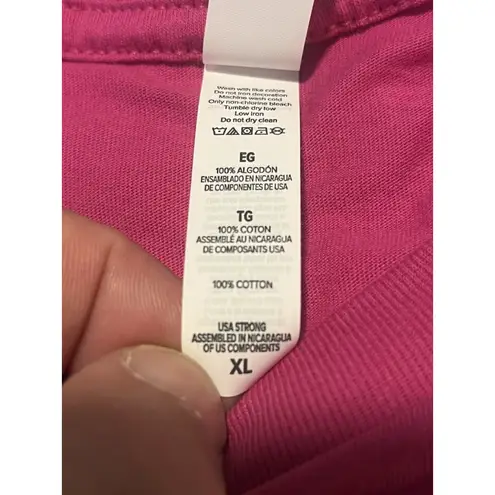 Wash with like colors
Do not iron decoration
Machine wash cold
Only non-chlorine bleach
Tumble dry low
Low iron
Do not dry clean
EG
100% ALGODÓN
ENSAMBLADO EN NICARAGUA
DE COMPONENTES DE USA
TG
100% COTON
ASSEMBLÉ AU NICARAGUA
DE COMPOSANTS USA
100% COTTON
USA STRONG
ASSEMBLED IN NICARAGUA
OF US COMPONENTS
XL